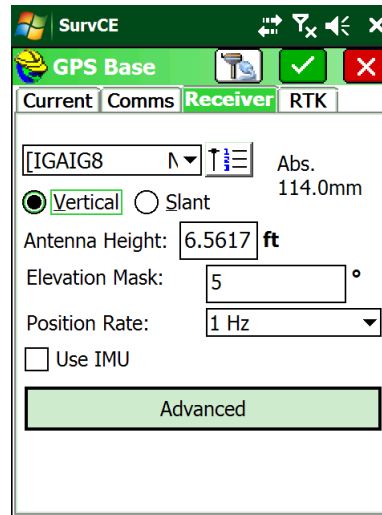 SurvCE
GPS Base
Current Comms Receiver RTK
[IGAIG8 N
Abs.
114.0mm
Vertical Slant
Antenna Height: 6.5617 ft
Elevation Mask: 5 °
Position Rate: 1 Hz
Use IMU
Advanced